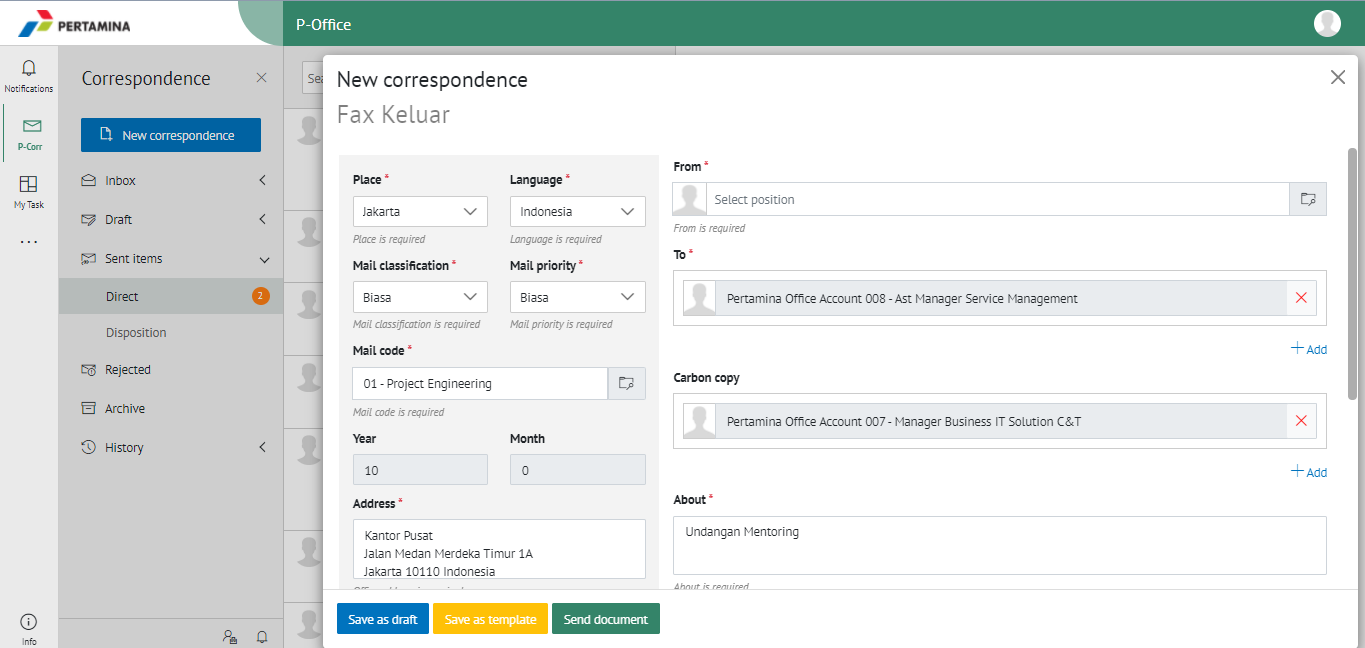 PERTAMINA
P-Office
Notifications
P-Corr
My Task
...
Info
Correspondence
New correspondence
Inbox
Draft
Sent items
Direct
2
Disposition
Rejected
Archive
History
Sea
New correspondence
Fax Keluar
Place *
Language *
Jakarta
Indonesia
Place is required
Language is required
Mail classification *
Mail priority *
Biasa
Biasa
Mail classification is required
Mail priority is required
Mail code *
01 - Project Engineering
Mail code is required
Year
Month
10
0
Address *
Kantor Pusat
Jalan Medan Merdeka Timur 1A
Jakarta 10110 Indonesia
From *
Select position
From is required
To *
Pertamina Office Account 008 - Ast Manager Service Management
Add
Carbon copy
Pertamina Office Account 007 - Manager Business IT Solution C&T
Add
About *
Undangan Mentoring
About is required
Save as draft
Save as template
Send document